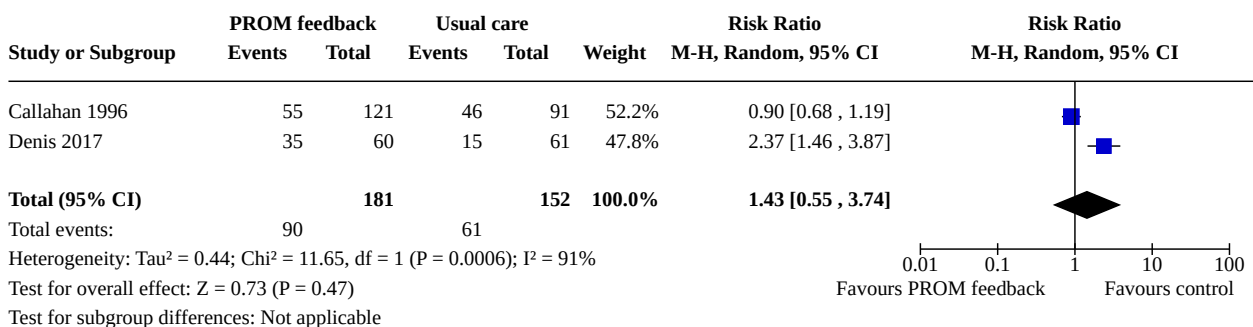 PROM feedback Usual care Risk Ratio Risk Ratio
Study or Subgroup Events Total Events Total Weight M-H, Random, 95% CI M-H, Random, 95% CI
Callahan 1996 55 121 46 91 52.2% 0.90 [0.68 , 1.19]
Denis 2017 35 60 15 61 47.8% 2.37 [1.46 , 3.87]
Total (95% CI) 181 152 100.0% 1.43 [0.55 , 3.74]
Total events: 90 61
Heterogeneity: Tau² = 0.44; Chi² = 11.65, df = 1 (P = 0.0006); I² = 91%
0.01 0.1 1 10 100
Test for overall effect: Z = 0.73 (P = 0.47) Favours PROM feedback Favours control
Test for subgroup differences: Not applicable